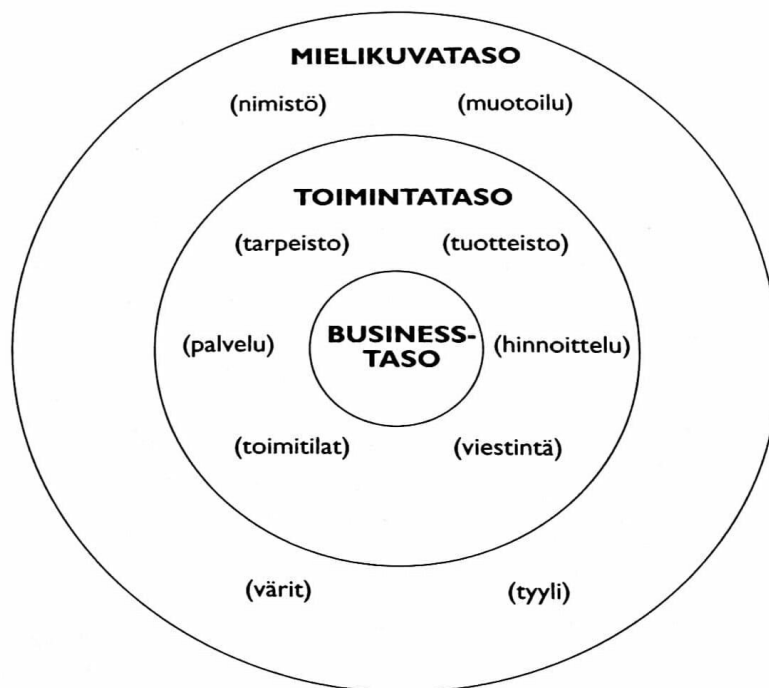 MIELIKUVATASO
(nimistö) (muotoilu)
TOIMINTATASO
(tarpeisto) (tuotteisto)
(palvelu) BUSINESS- (hinnoittelu)
TASO
(toimitilat) (viestintä)
(värit) (tyyli)